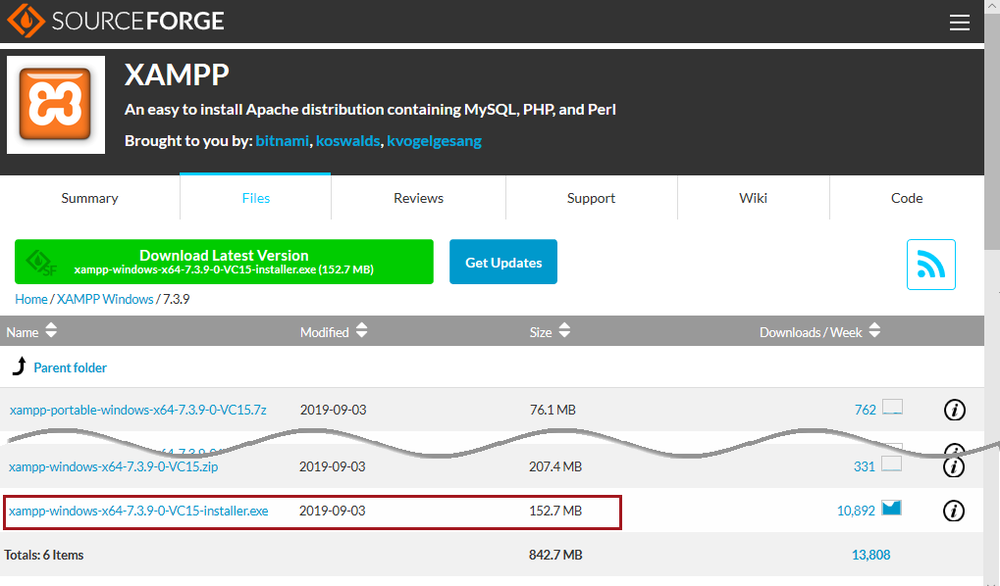 SOURCEFORGE
XAMPP
An easy to install Apache distribution containing MySQL, PHP, and Perl
Brought to you by: bitnami, koswalds, kvogelgesang
Summary Files Reviews Support Wiki Code
Download Latest Version
xampp-windows-x64-7.3.9-0-VC15-installer.exe (152.7 MB)
SF
Get Updates
Home / XAMPP Windows / 7.3.9
Name Modified Size Downloads / Week
Parent folder
xampp-portable-windows-x64-7.3.9-0-VC15.7z 2019-09-03 76.1 MB 762
xampp-windows-x64-7.3.9-0-VC15.zip 2019-09-03 207.4 MB 331
xampp-windows-x64-7.3.9-0-VC15-installer.exe 2019-09-03 152.7 MB 10,892
Totals: 6 Items 842.7 MB 13,808